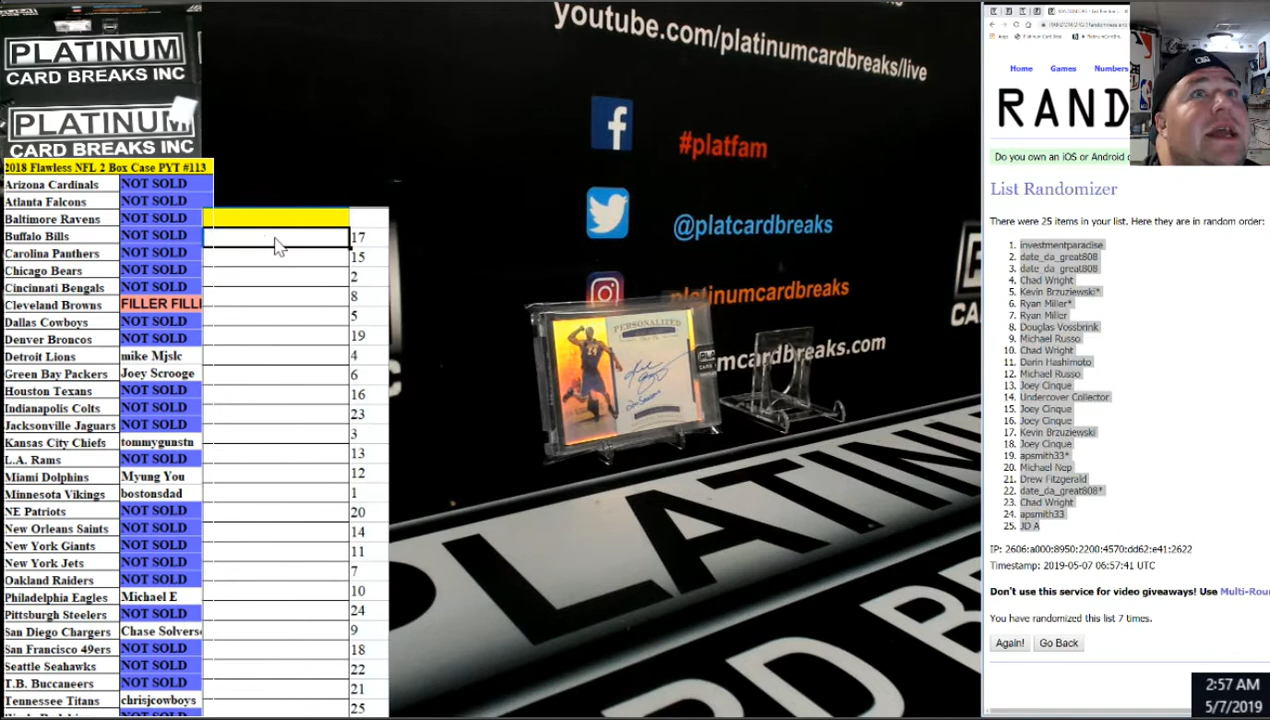 PLATINUM
CARD BREAKS INC
PLATINUM
CARD BREAKS INC
2018 Flawless NFL 2 Box Case PYT #113
Arizona Cardinals NOT SOLD
Atlanta Falcons NOT SOLD
Baltimore Ravens NOT SOLD
Buffalo Bills NOT SOLD
Carolina Panthers NOT SOLD
Chicago Bears NOT SOLD
Cincinnati Bengals NOT SOLD
Cleveland Browns FILLER FILL
Dallas Cowboys NOT SOLD
Denver Broncos NOT SOLD
Detroit Lions mike Mjslc
Green Bay Packers Joey Scrooge
Houston Texans NOT SOLD
Indianapolis Colts NOT SOLD
Jacksonville Jaguars NOT SOLD
Kansas City Chiefs tommygunstn
L.A. Rams NOT SOLD
Miami Dolphins Myung You
Minnesota Vikings bostonsdad
NE Patriots NOT SOLD
New Orleans Saints NOT SOLD
New York Giants NOT SOLD
New York Jets NOT SOLD
Oakland Raiders NOT SOLD
Philadelphia Eagles Michael E
Pittsburgh Steelers NOT SOLD
San Diego Chargers Chase Solvers
San Francisco 49ers NOT SOLD
Seattle Seahawks NOT SOLD
T.B. Buccaneers NOT SOLD
Tennessee Titans chrisjcowboys
17
15
2
8
5
19
4
6
16
23
3
13
12
1
20
14
11
7
10
24
9
18
22
21
25
youtube.com/platinumcardbreaks/live
#platfam
@platcardbreaks
platinumcardbreaks
mcardbreaks.com
PERSONALIZED
PLATINUM
Home Games Numbers
RAND
Do you own an iOS or Android
List Randomizer
There were 25 items in your list. Here they are in random order:
1. investmentparadise
2. date_da_great808
3. date_da_great808
4. Chad Wright
5. Kevin Brzuziewski*
6. Ryan Miller*
7. Ryan Miller
8. Douglas Vossbrink
9. Michael Russo
10. Chad Wright
11. Darin Hashimoto
12. Michael Russo
13. Joey Cinque
14. Undercover Collector
15. Joey Cinque
16. Joey Cinque
17. Kevin Brzuziewski
18. Joey Cinque
19. apsmith33*
20. Michael Nep
21. Drew Fitzgerald
22. date_da_great808*
23. Chad Wright
24. apsmith33
25. JD A
IP: 2606:a000:8950:2200:4570:dd62:e41:2622
Timestamp: 2019-05-07 06:57:41 UTC
Don't use this service for video giveaways! Use Multi-Rou
You have randomized this list 7 times.
Again! Go Back
2:57 AM
5/7/2019